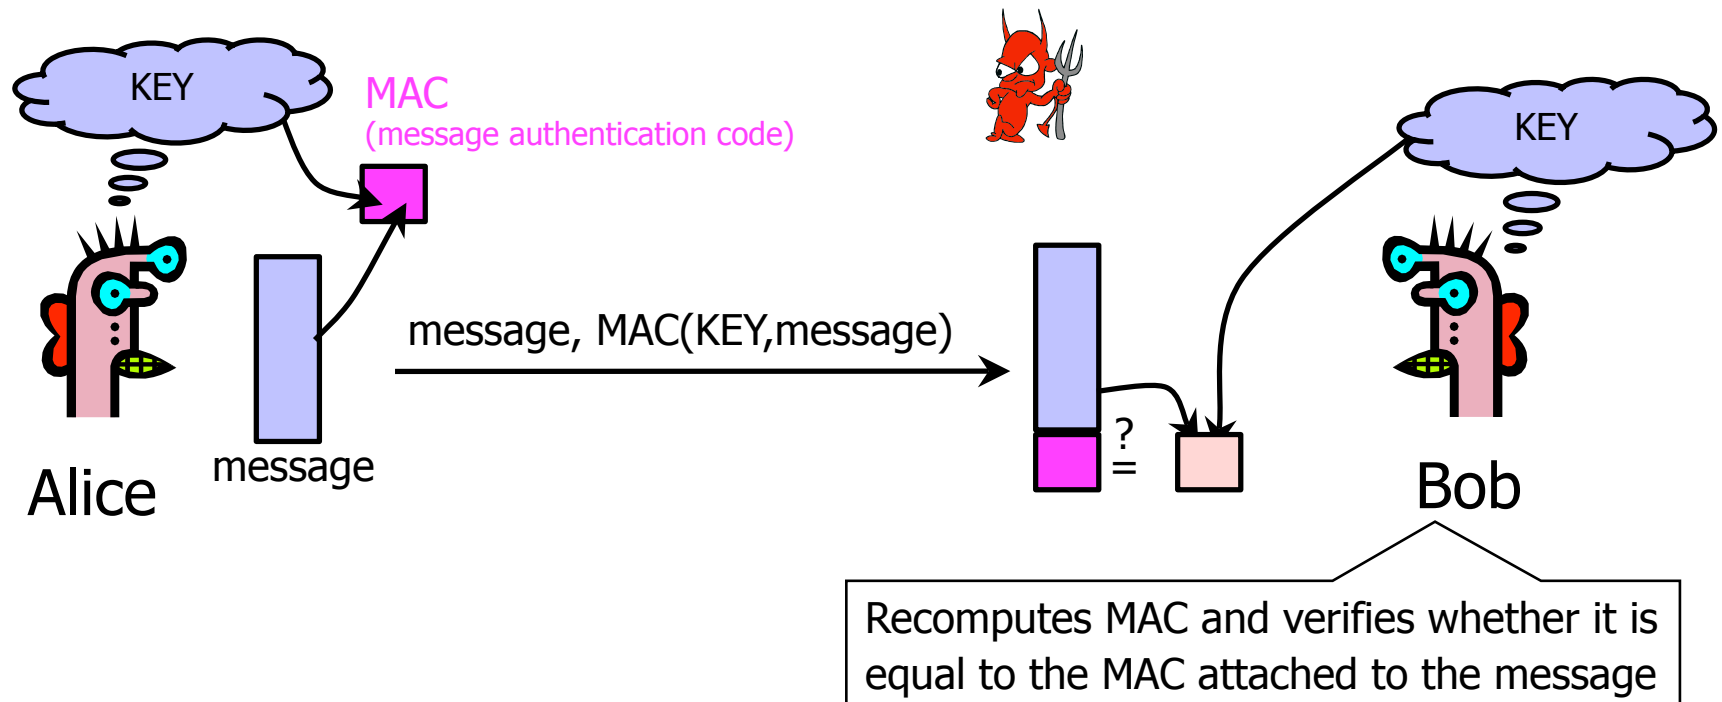 KEY
MAC
(message authentication code)
KEY
message, MAC(KEY,message)
message
?
=
Alice
Bob
Recomputes MAC and verifies whether it is
equal to the MAC attached to the message